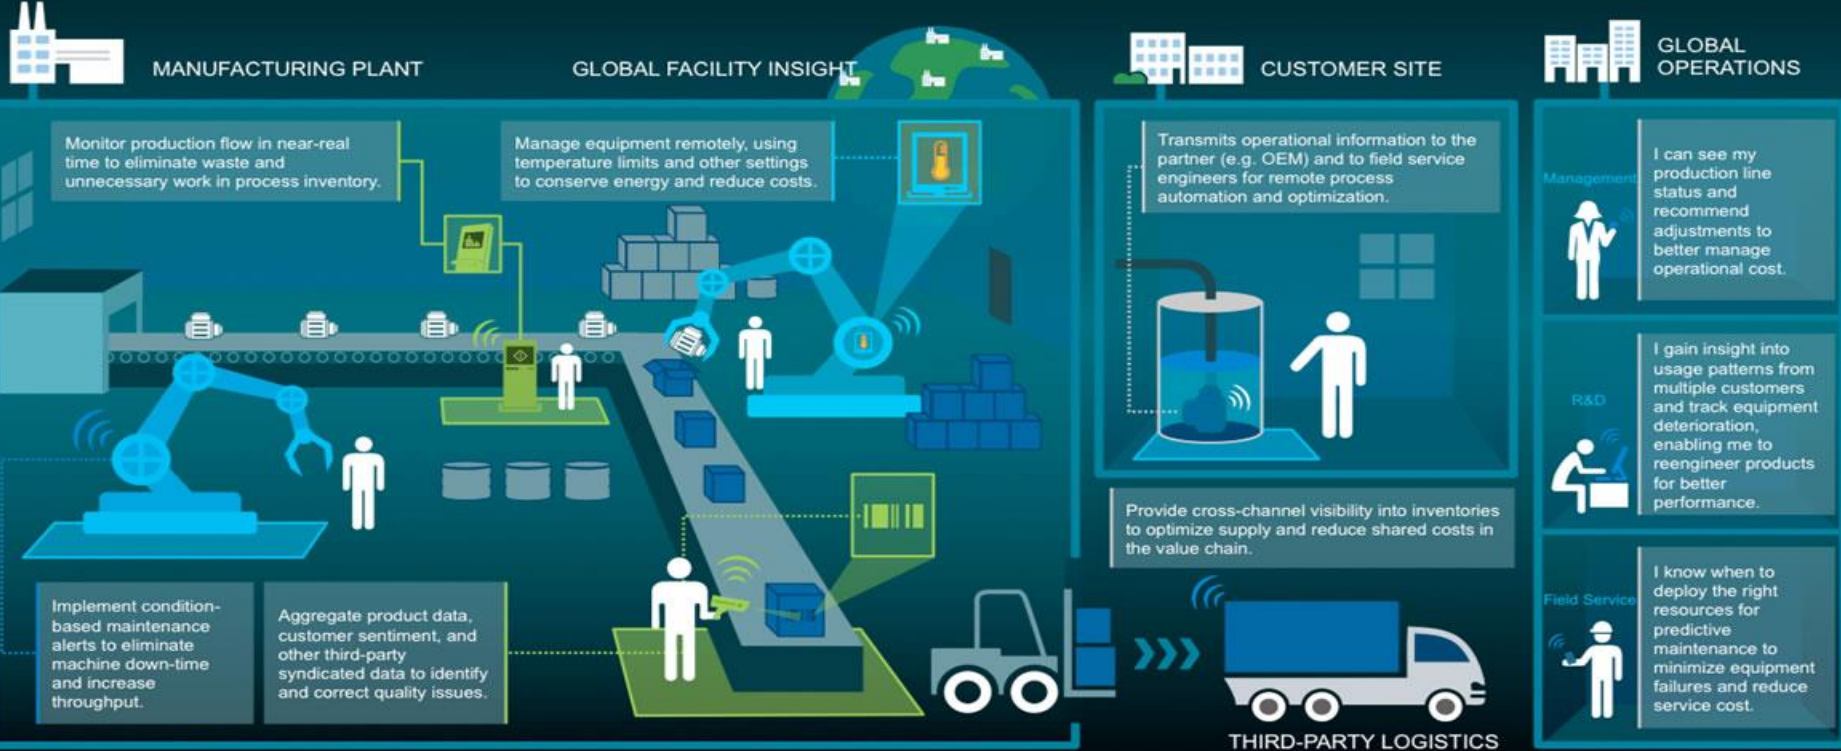 MANUFACTURING PLANT
GLOBAL FACILITY INSIGHT
CUSTOMER SITE
GLOBAL
OPERATIONS
Monitor production flow in near-real
time to eliminate waste and
unnecessary work in process inventory.
Manage equipment remotely, using
temperature limits and other settings
to conserve energy and reduce costs.
Transmits operational information to the
partner (e.g. OEM) and to field service
engineers for remote process
automation and optimization.
Management
I can see my
production line
status and
recommend
adjustments to
better manage
operational cost.
R&D
I gain insight into
usage patterns from
multiple customers
and track equipment
deterioration,
enabling me to
reengineer products
for better
performance.
Provide cross-channel visibility into inventories
to optimize supply and reduce shared costs in
the value chain.
Implement condition-
based maintenance
alerts to eliminate
machine down-time
and increase
throughput.
Aggregate product data,
customer sentiment, and
other third-party
syndicated data to identify
and correct quality issues.
Field Service
I know when to
deploy the right
resources for
predictive
maintenance to
minimize equipment
failures and reduce
service cost.
THIRD-PARTY LOGISTICS